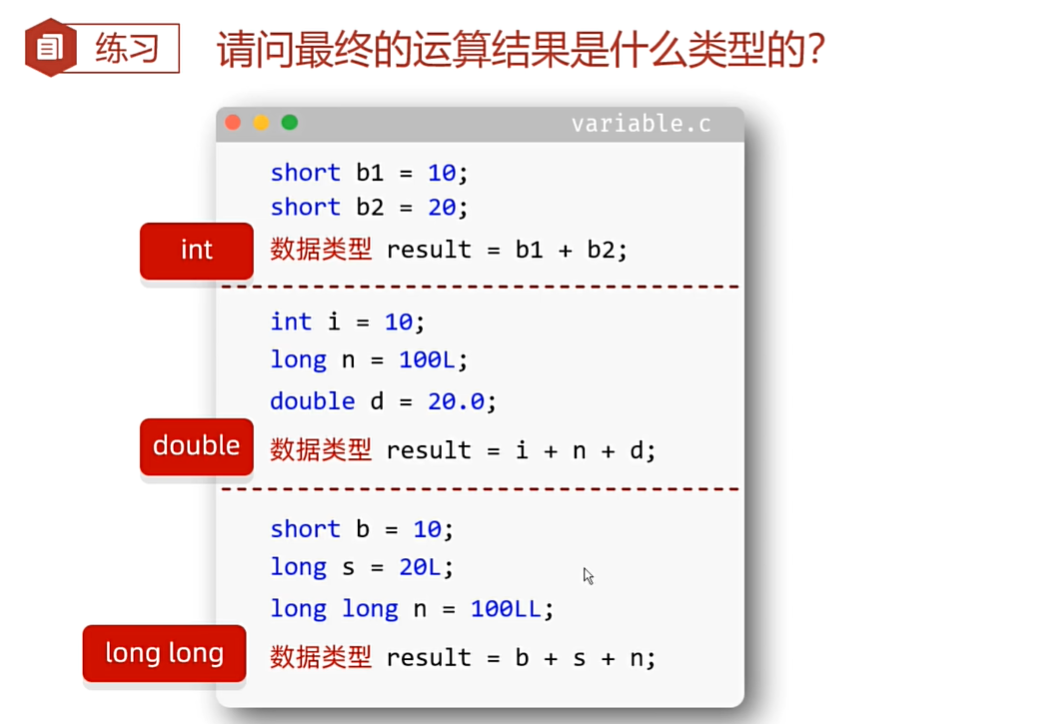 练习
请问最终的运算结果是什么类型的?
variable.c
short b1 = 10;
short b2 = 20;
int
数据类型 result = b1 + b2;
int i = 10;
long n = 100L;
double d = 20.0;
double
数据类型 result = i + n + d;
short b = 10;
long s = 20L;
long long n = 100LL;
long long
数据类型 result = b + s + n;